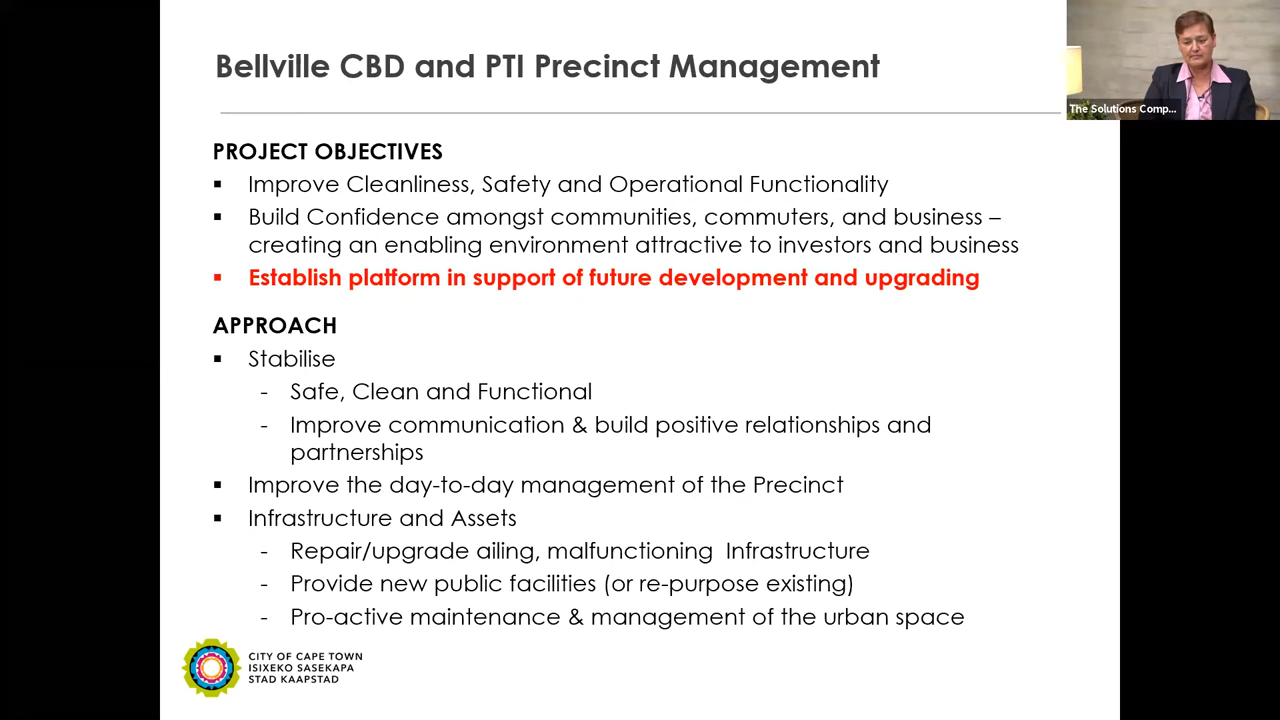 Bellville CBD and PTI Precinct Management
The Solutions Comp...
PROJECT OBJECTIVES
▪ Improve Cleanliness, Safety and Operational Functionality
▪ Build Confidence amongst communities, commuters, and business –
creating an enabling environment attractive to investors and business
▪ Establish platform in support of future development and upgrading
APPROACH
▪ Stabilise
- Safe, Clean and Functional
- Improve communication & build positive relationships and
partnerships
▪ Improve the day-to-day management of the Precinct
▪ Infrastructure and Assets
- Repair/upgrade ailing, malfunctioning Infrastructure
- Provide new public facilities (or re-purpose existing)
- Pro-active maintenance & management of the urban space
CITY OF CAPE TOWN
ISIXEKO SASEKAPA
STAD KAAPSTAD